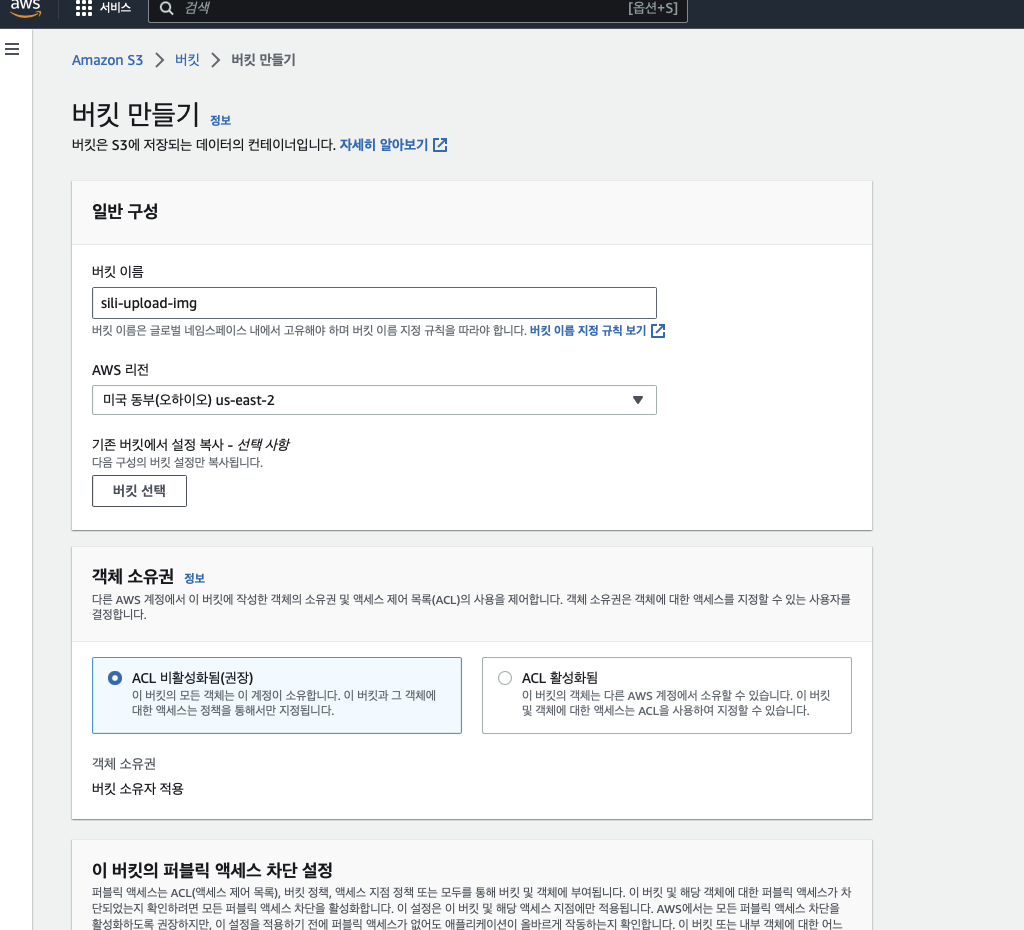 aws
서비스
검색
[옵션+S]
Amazon S3
버킷
버킷 만들기
버킷 만들기 정보
버킷은 S3에 저장되는 데이터의 컨테이너입니다. 자세히 알아보기
일반 구성
버킷 이름
sili-upload-img
버킷 이름은 글로벌 네임스페이스 내에서 고유해야 하며 버킷 이름 지정 규칙을 따라야 합니다. 버킷 이름 지정 규칙 보기
AWS 리전
미국 동부(오하이오) us-east-2
기존 버킷에서 설정 복사 - 선택 사항
다음 구성의 버킷 설정만 복사됩니다.
버킷 선택
객체 소유권 정보
다른 AWS 계정에서 이 버킷에 작성한 객체의 소유권 및 액세스 제어 목록(ACL)의 사용을 제어합니다. 객체 소유권은 객체에 대한 액세스를 지정할 수 있는 사용자를
결정합니다.
ACL 비활성화됨(권장)
이 버킷의 모든 객체는 이 계정이 소유합니다. 이 버킷과 그 객체에
대한 액세스는 정책을 통해서만 지정됩니다.
ACL 활성화됨
이 버킷의 객체는 다른 AWS 계정에서 소유할 수 있습니다. 이 버킷
및 객체에 대한 액세스는 ACL을 사용하여 지정할 수 있습니다.
객체 소유권
버킷 소유자 적용
이 버킷의 퍼블릭 액세스 차단 설정
퍼블릭 액세스는 ACL(액세스 제어 목록), 버킷 정책, 액세스 지점 정책 또는 모두를 통해 버킷 및 객체에 부여됩니다. 이 버킷 및 해당 객체에 대한 퍼블릭 액세스가 차
단되었는지 확인하려면 모든 퍼블릭 액세스 차단을 활성화합니다. 이 설정은 이 버킷 및 해당 액세스 지점에만 적용됩니다. AWS에서는 모든 퍼블릭 액세스 차단을
활성화하도록 권장하지만, 이 설정을 적용하기 전에 퍼블릭 액세스가 없어도 애플리케이션이 올바르게 작동하는지 확인합니다. 이 버킷 또는 내부 객체에 대한 어느